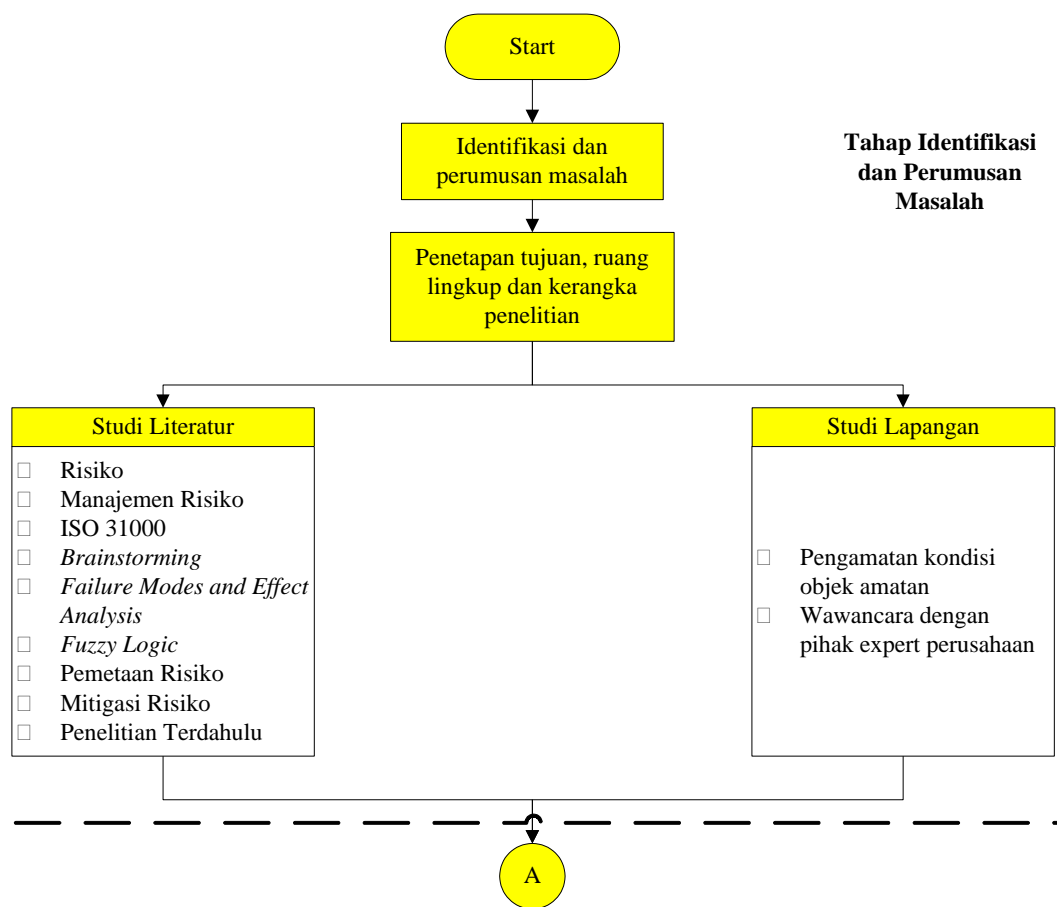 Start
Identifikasi dan
perumusan masalah
Tahap Identifikasi
dan Perumusan
Masalah
Penetapan tujuan, ruang
lingkup dan kerangka
penelitian
Studi Literatur
Risiko
Manajemen Risiko
ISO 31000
Brainstorming
Failure Modes and Effect
Analysis
Fuzzy Logic
Pemetaan Risiko
Mitigasi Risiko
Penelitian Terdahulu
Studi Lapangan
Pengamatan kondisi
objek amatan
Wawancara dengan
pihak expert perusahaan
A